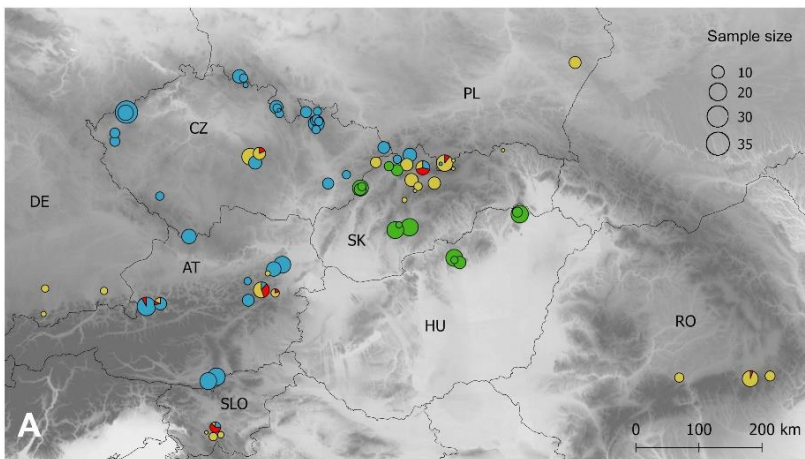 Sample size
10
20
30
35
PL
CZ
DE
SK
AT
HU
RO
SLO
A
0 100 200 km